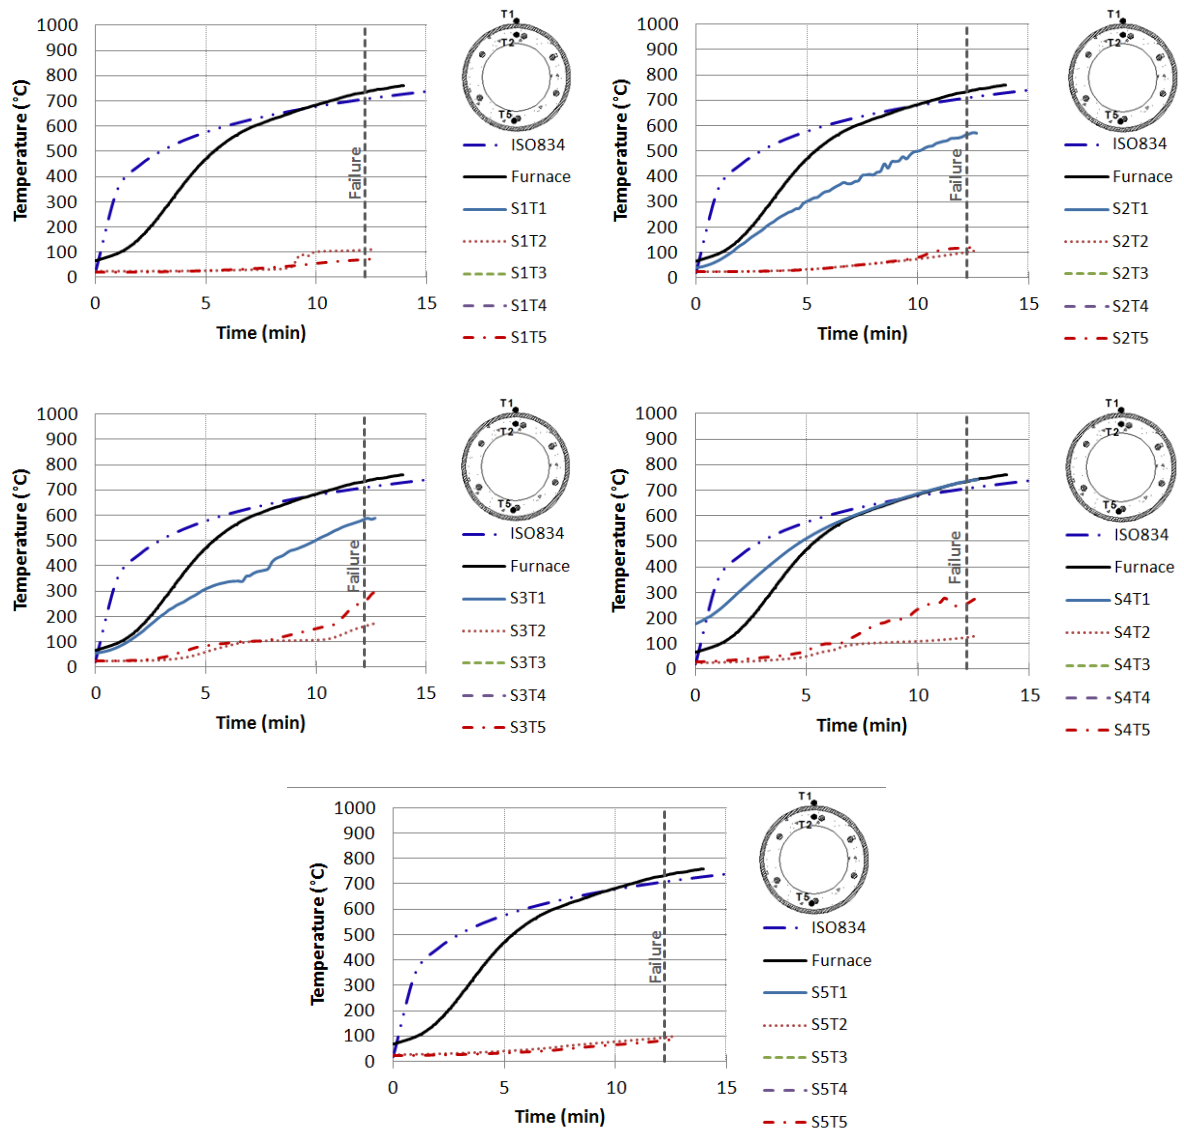 1000
900
800
700
600
500
400
300
200
100
0
Temperature (°C)
0 5 10 15
Time (min)
Failure
T1
T2
T5
ISO834
Furnace
S1T1
S1T2
S1T3
S1T4
S1T5
1000
900
800
700
600
500
400
300
200
100
0
Temperature (°C)
0 5 10 15
Time (min)
Failure
T1
T2
T5
ISO834
Furnace
S2T1
S2T2
S2T3
S2T4
S2T5
1000
900
800
700
600
500
400
300
200
100
0
Temperature (°C)
0 5 10 15
Time (min)
Failure
T1
T2
T5
ISO834
Furnace
S3T1
S3T2
S3T3
S3T4
S3T5
1000
900
800
700
600
500
400
300
200
100
0
Temperature (°C)
0 5 10 15
Time (min)
Failure
T1
T2
T5
ISO834
Furnace
S4T1
S4T2
S4T3
S4T4
S4T5
1000
900
800
700
600
500
400
300
200
100
0
Temperature (°C)
0 5 10 15
Time (min)
Failure
T1
T2
T5
ISO834
Furnace
S5T1
S5T2
S5T3
S5T4
S5T5